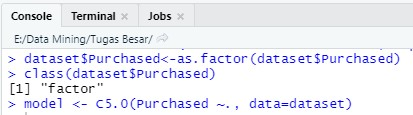 Console Terminal Jobs
E:/Data Mining/Tugas Besar/
> dataset$Purchased<-as.factor(dataset$Purchased)
> class(dataset$Purchased)
[1] "factor"
> model <- C5.0(Purchased ~., data=dataset)